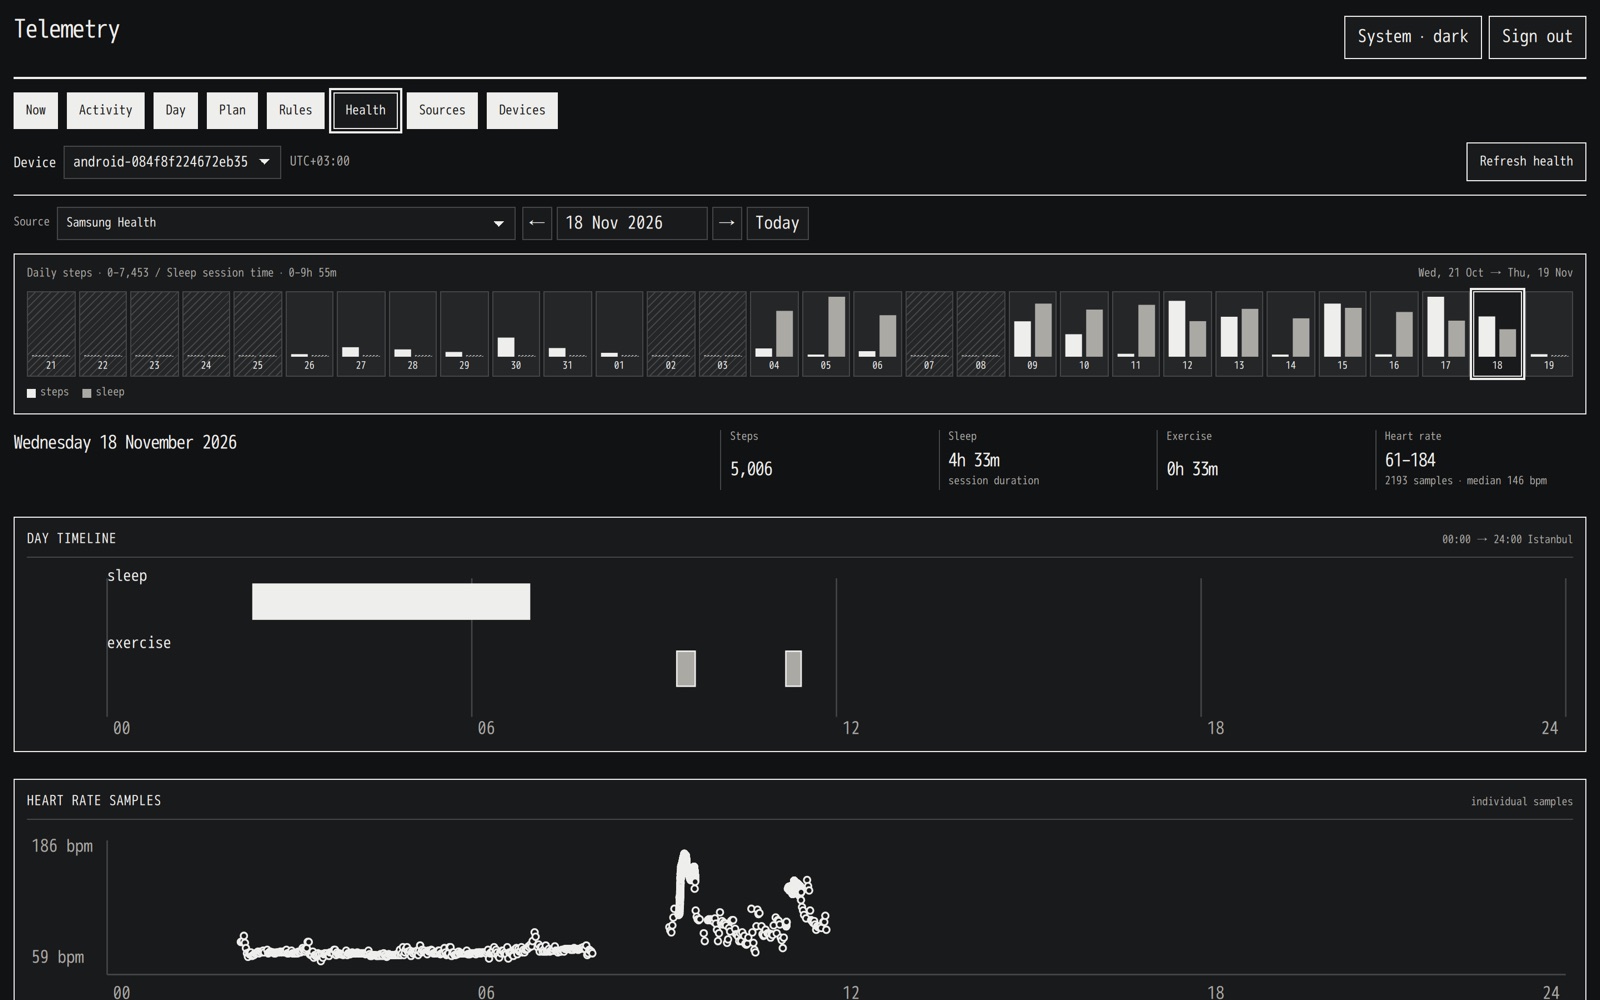 Telemetry
System · dark
Sign out
Now
Activity
Day
Plan
Rules
Health
Sources
Devices
Device
android-084f8f224672eb35
UTC+03:00
Refresh health
Source
Samsung Health
←
18 Nov 2026
→
Today
Daily steps · 0–7,453 / Sleep session time · 0–9h 55m
Wed, 21 Oct → Thu, 19 Nov
21 22 23 24 25 26 27 28 29 30 31 01 02 03 04 05 06 07 08 09 10 11 12 13 14 15 16 17 18 19
steps
sleep
Wednesday 18 November 2026
Steps
5,006
Sleep
4h 33m
session duration
Exercise
0h 33m
Heart rate
61–184
2193 samples · median 146 bpm
DAY TIMELINE
00:00 → 24:00 Istanbul
sleep
exercise
00 06 12 18 24
HEART RATE SAMPLES
individual samples
186 bpm
59 bpm
00 06 12 18 24